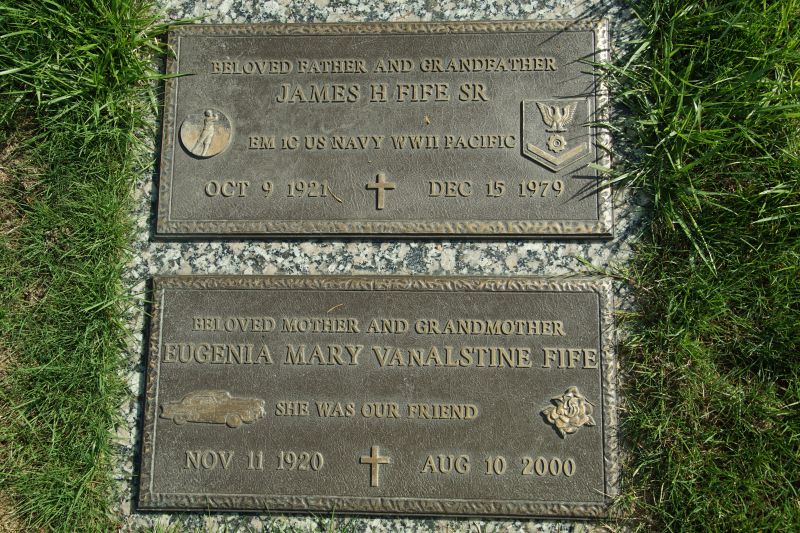 BELOVED FATHER AND GRANDFATHER
JAMES H FIFE SR
EM 1C US NAVY WWII PACIFIC
OCT 9 1921 DEC 15 1979
BELOVED MOTHER AND GRANDMOTHER
EUGENIA MARY VANALSTINE FIFE
SHE WAS OUR FRIEND
NOV 11 1920 AUG 10 2000